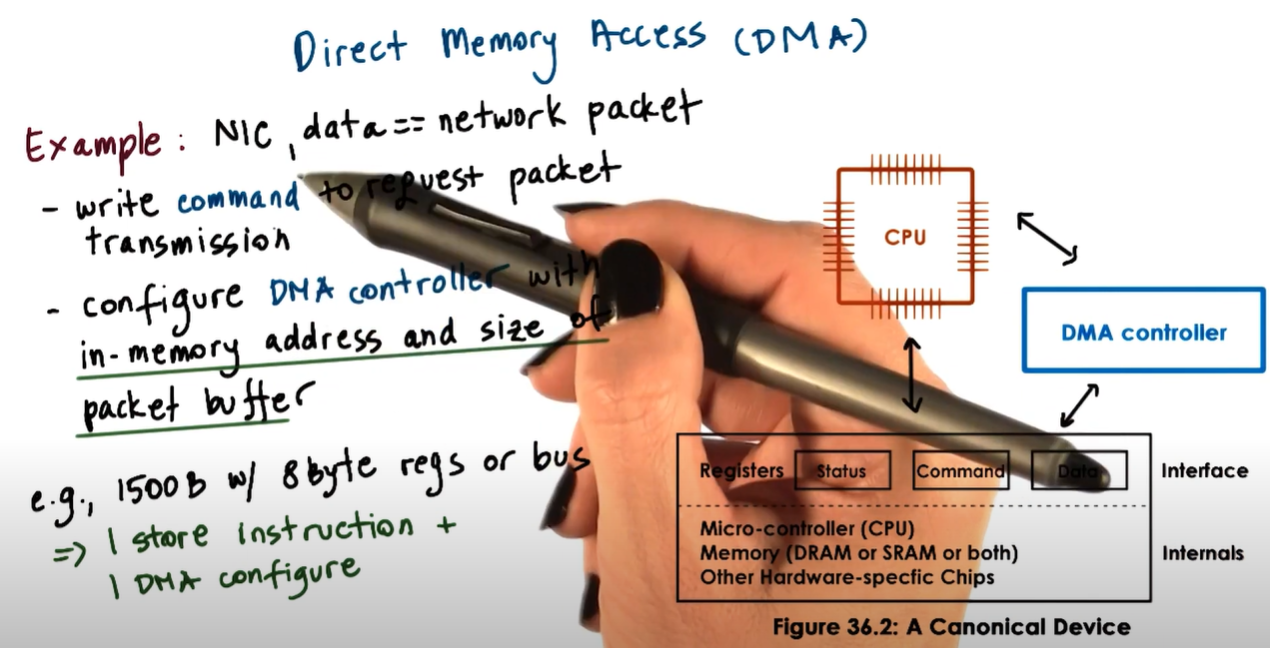 Direct Memory Access (DMA)
Example: NIC, data == network packet
- write command to request packet
transmission
- configure DMA controller with
in-memory address and size of
packet buffer
e.g., 1500B w/ 8 byte regs or bus
=> 1 store instruction +
1 DMA configure
CPU
DMA controller
Registers Status Command Data Interface
Micro-controller (CPU)
Memory (DRAM or SRAM or both) Internals
Other Hardware-specfic Chips
Figure 36.2: A Canonical Device